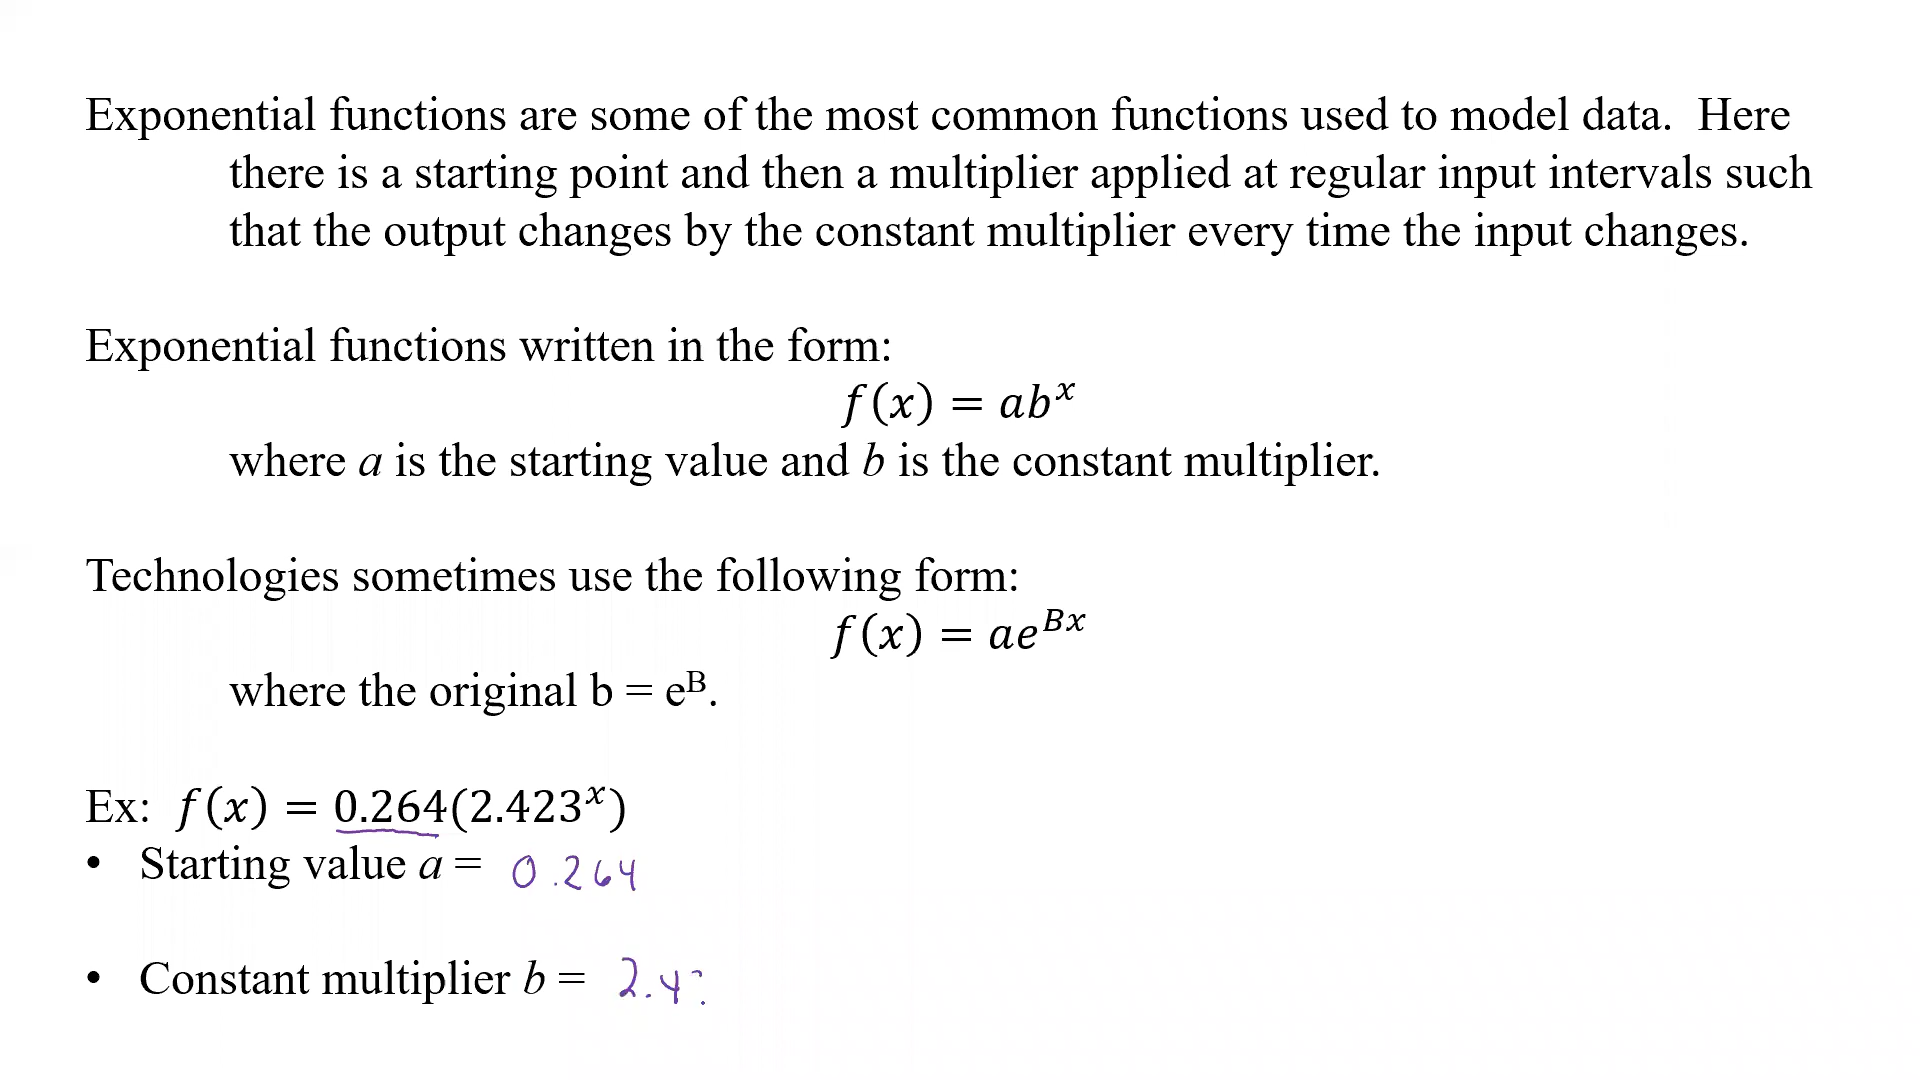 Exponential functions are some of the most common functions used to model data. Here
there is a starting point and then a multiplier applied at regular input intervals such
that the output changes by the constant multiplier every time the input changes.
Exponential functions written in the form:
f(x) = ab^x
where a is the starting value and b is the constant multiplier.
Technologies sometimes use the following form:
f(x) = ae^{Bx}
where the original b = e^B.
Ex: f(x) = 0.264(2.423^x)
• Starting value a = 0.264
• Constant multiplier b = 2.4